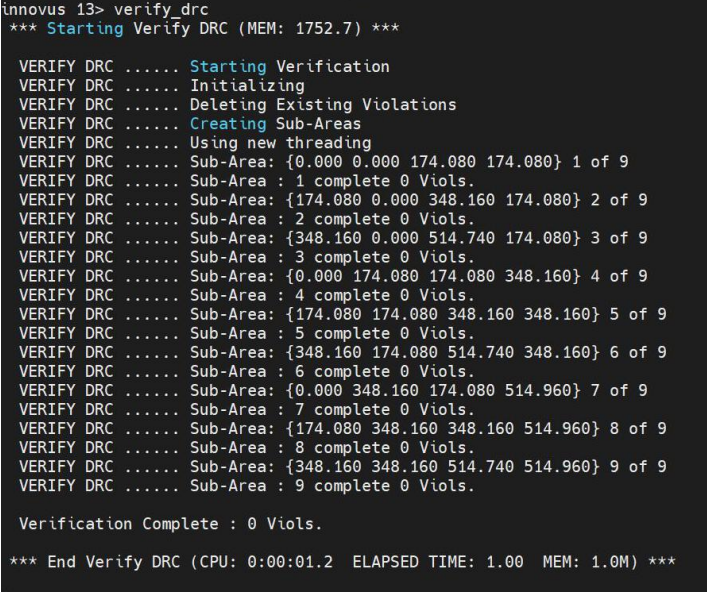 innovus 13> verify_drc
*** Starting Verify DRC (MEM: 1752.7) ***
VERIFY DRC ...... Starting Verification
VERIFY DRC ...... Initializing
VERIFY DRC ...... Deleting Existing Violations
VERIFY DRC ...... Creating Sub-Areas
VERIFY DRC ...... Using new threading
VERIFY DRC ...... Sub-Area: {0.000 0.000 174.080 174.080} 1 of 9
VERIFY DRC ...... Sub-Area : 1 complete 0 Viols.
VERIFY DRC ...... Sub-Area: {174.080 0.000 348.160 174.080} 2 of 9
VERIFY DRC ...... Sub-Area : 2 complete 0 Viols.
VERIFY DRC ...... Sub-Area: {348.160 0.000 514.740 174.080} 3 of 9
VERIFY DRC ...... Sub-Area : 3 complete 0 Viols.
VERIFY DRC ...... Sub-Area: {0.000 174.080 174.080 348.160} 4 of 9
VERIFY DRC ...... Sub-Area : 4 complete 0 Viols.
VERIFY DRC ...... Sub-Area: {174.080 174.080 348.160 348.160} 5 of 9
VERIFY DRC ...... Sub-Area : 5 complete 0 Viols.
VERIFY DRC ...... Sub-Area: {348.160 174.080 514.740 348.160} 6 of 9
VERIFY DRC ...... Sub-Area : 6 complete 0 Viols.
VERIFY DRC ...... Sub-Area: {0.000 348.160 174.080 514.960} 7 of 9
VERIFY DRC ...... Sub-Area : 7 complete 0 Viols.
VERIFY DRC ...... Sub-Area: {174.080 348.160 348.160 514.960} 8 of 9
VERIFY DRC ...... Sub-Area : 8 complete 0 Viols.
VERIFY DRC ...... Sub-Area: {348.160 348.160 514.740 514.960} 9 of 9
VERIFY DRC ...... Sub-Area : 9 complete 0 Viols.
Verification Complete : 0 Viols.
*** End Verify DRC (CPU: 0:00:01.2 ELAPSED TIME: 1.00 MEM: 1.0M) ***